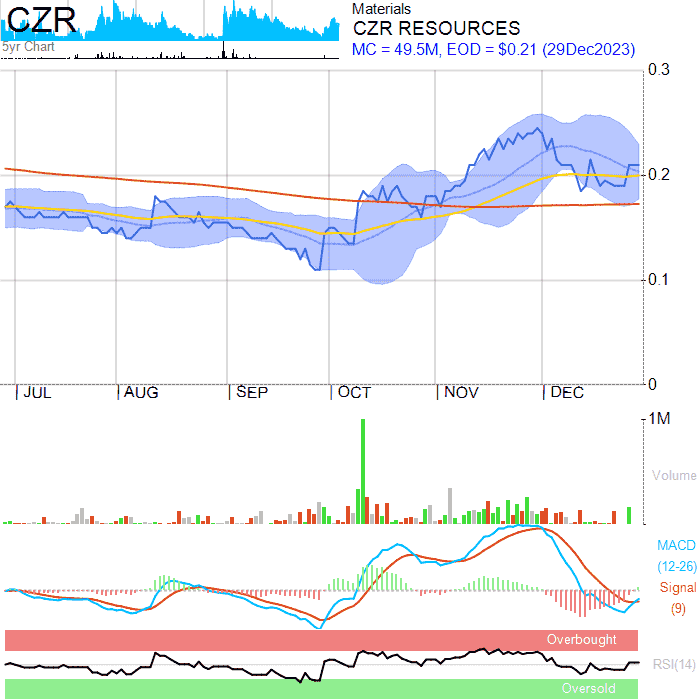 CZR
5yr Chart
Materials
CZR RESOURCES
MC = 49.5M, EOD = $0.21 (29Dec2023)
0.3
0.2
0.1
0
JUL AUG SEP OCT NOV DEC
1M
Volume
MACD
(12-26)
Signal
(9)
Overbought
RSI(14)
Oversold